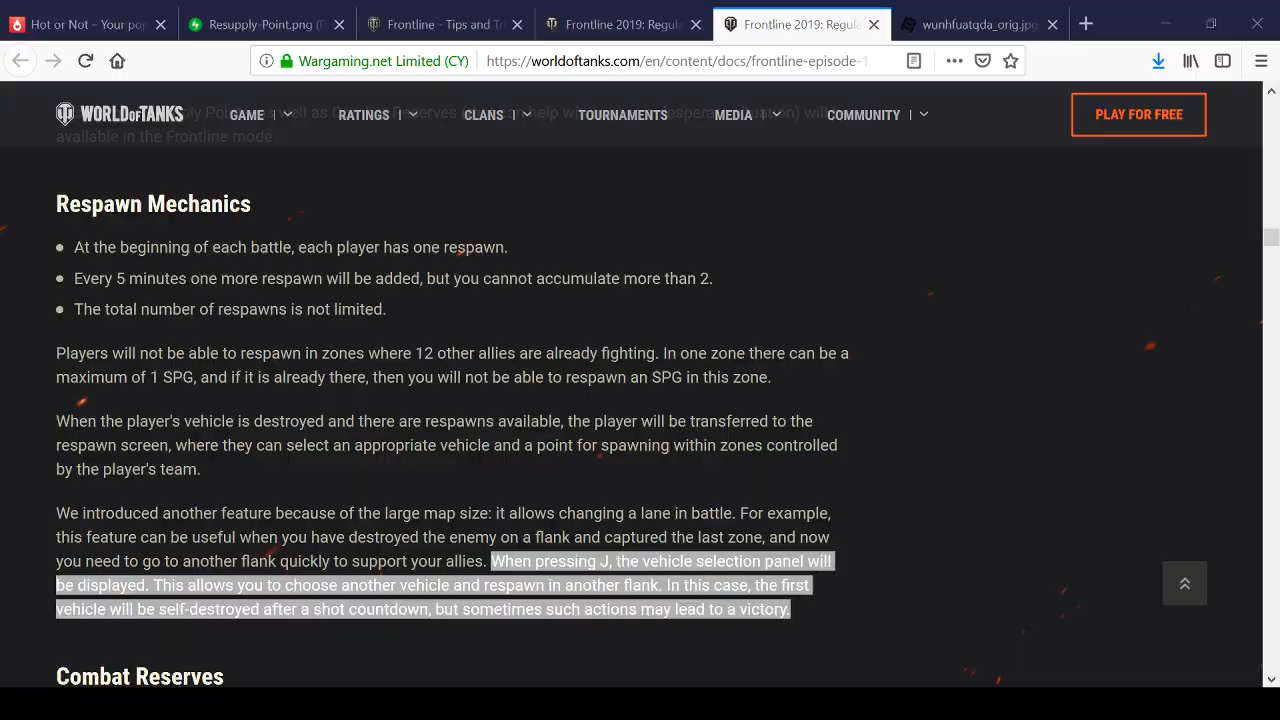 Hot or Not – Your pop
Resupply-Point.png (P
Frontline - Tips and Tr
Frontline 2019: Regula
Frontline 2019: Regula
wunhfuatqda_orig.jpg
Wargaming.net Limited (CY)
https://worldoftanks.com/en/content/docs/frontline-episode-1
WORLD OF TANKS
GAME
RATINGS
CLANS
TOURNAMENTS
MEDIA
COMMUNITY
PLAY FOR FREE
available in the Frontline mode.
Respawn Mechanics
At the beginning of each battle, each player has one respawn.
Every 5 minutes one more respawn will be added, but you cannot accumulate more than 2.
The total number of respawns is not limited.
Players will not be able to respawn in zones where 12 other allies are already fighting. In one zone there can be a
maximum of 1 SPG, and if it is already there, then you will not be able to respawn an SPG in this zone.
When the player's vehicle is destroyed and there are respawns available, the player will be transferred to the
respawn screen, where they can select an appropriate vehicle and a point for spawning within zones controlled
by the player's team.
We introduced another feature because of the large map size: it allows changing a lane in battle. For example,
this feature can be useful when you have destroyed the enemy on a flank and captured the last zone, and now
you need to go to another flank quickly to support your allies. When pressing J, the vehicle selection panel will
be displayed. This allows you to choose another vehicle and respawn in another flank. In this case, the first
vehicle will be self-destroyed after a shot countdown, but sometimes such actions may lead to a victory.
Combat Reserves